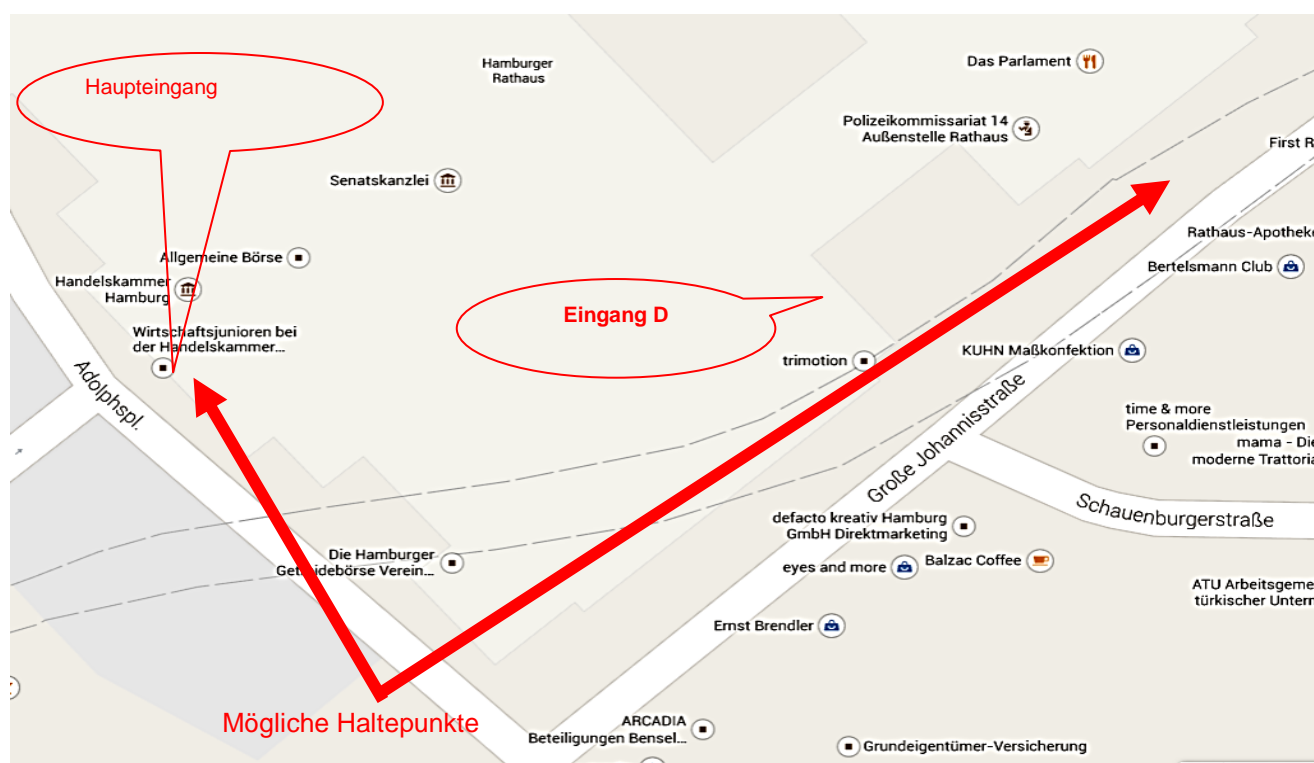 Haupteingang
Hamburger
Rathaus
Das Parlament
Polizeikommissariat 14
Außenstelle Rathaus
First R
Senatskanzlei
Rathaus-Apotheke
Allgemeine Börse
Bertelsmann Club
Handelskammer
Hamburg
Eingang D
Wirtschaftsjunioren bei
der Handelskammer...
trimotion
KUHN Maßkonfektion
Adolphspl.
Große Johannisstraße
time & more
Personaldienstleistungen
mama - Die
moderne Trattoria
Schauenburgerstraße
defacto kreativ Hamburg
GmbH Direktmarketing
Die Hamburger
Getreidebörse Verein...
eyes and more
Balzac Coffee
ATU Arbeitsgeme
türkischer Untern
Ernst Brendler
Mögliche Haltepunkte
ARCADIA
Beteiligungen Bensel...
Grundeigentümer-Versicherung